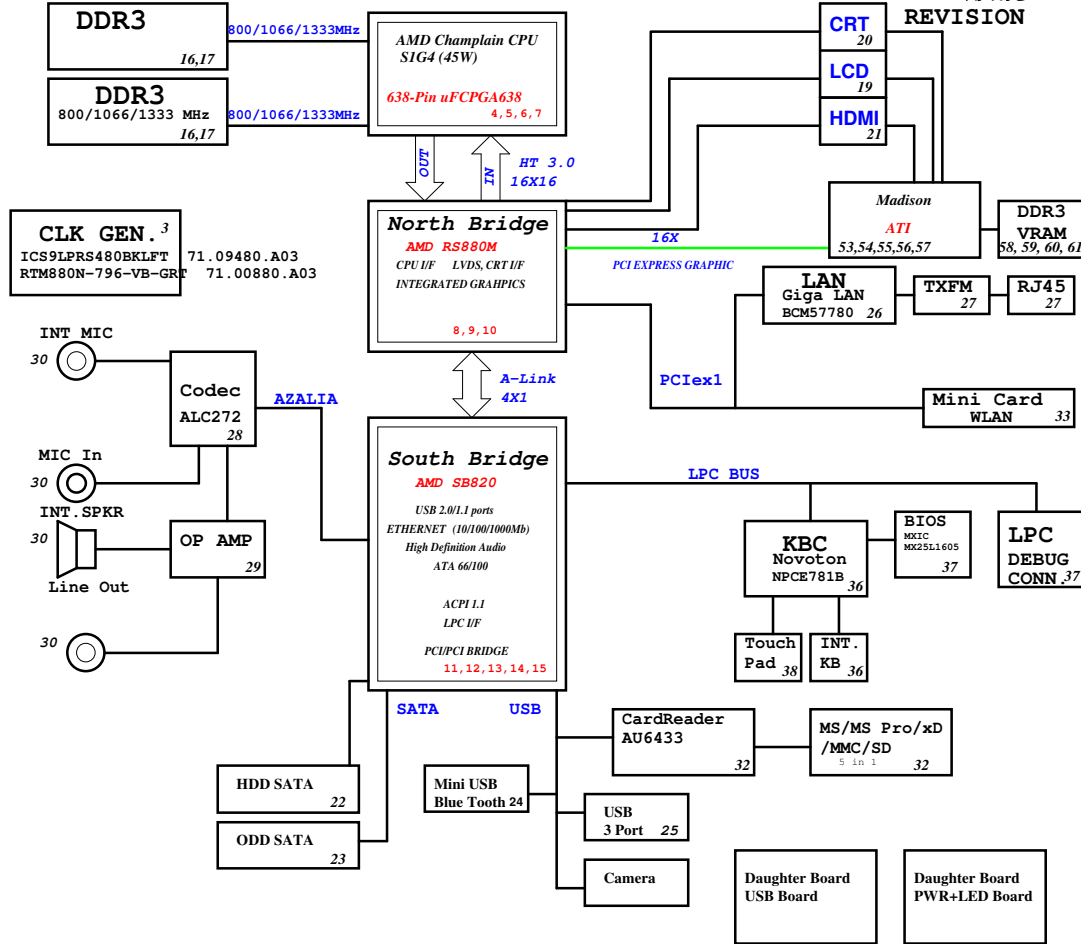 REVISION
DDR3
16,17
800/1066/1333MHz
DDR3
800/1066/1333 MHz
16,17
800/1066/1333MHz
AMD Champlain CPU
S1G4 (45W)
638-Pin uFCPGA638
4,5,6,7
CRT
20
LCD
19
HDMI
21
OUT
IN
HT 3.0
16X16
CLK GEN. 3
ICS9LPRS480BKLFT 71.09480.A03
RTM880N-796-VB-GRT 71.00880.A03
North Bridge
AMD RS880M
CPU I/F LVDS, CRT I/F
INTEGRATED GRAHPICS
8,9,10
16X
PCI EXPRESS GRAPHIC
Madison
ATI
53,54,55,56,57
DDR3
VRAM
58, 59, 60, 61
LAN
Giga LAN
BCM57780 26
TXFM
27
RJ45
27
INT MIC
30
Codec
ALC272
28
AZALIA
A-Link
4X1
PCIex1
Mini Card
WLAN
33
MIC In
30
INT.SPKR
30
Line Out
OP AMP
29
30
South Bridge
AMD SB820
USB 2.0/1.1 ports
ETHERNET (10/100/1000Mb)
High Definition Audio
ATA 66/100
ACPI 1.1
LPC I/F
PCI/PCI BRIDGE
11,12,13,14,15
LPC BUS
KBC
Novoton
NPCE781B
36
BIOS
MXIC
MX25L1605
37
LPC
DEBUG
CONN. 37
Touch
Pad
38
INT.
KB
36
SATA
USB
CardReader
AU6433
32
MS/MS Pro/xD
/MMC/SD
5 in 1
32
HDD SATA
22
ODD SATA
23
Mini USB
Blue Tooth 24
USB
3 Port 25
Camera
Daughter Board
USB Board
Daughter Board
PWR+LED Board